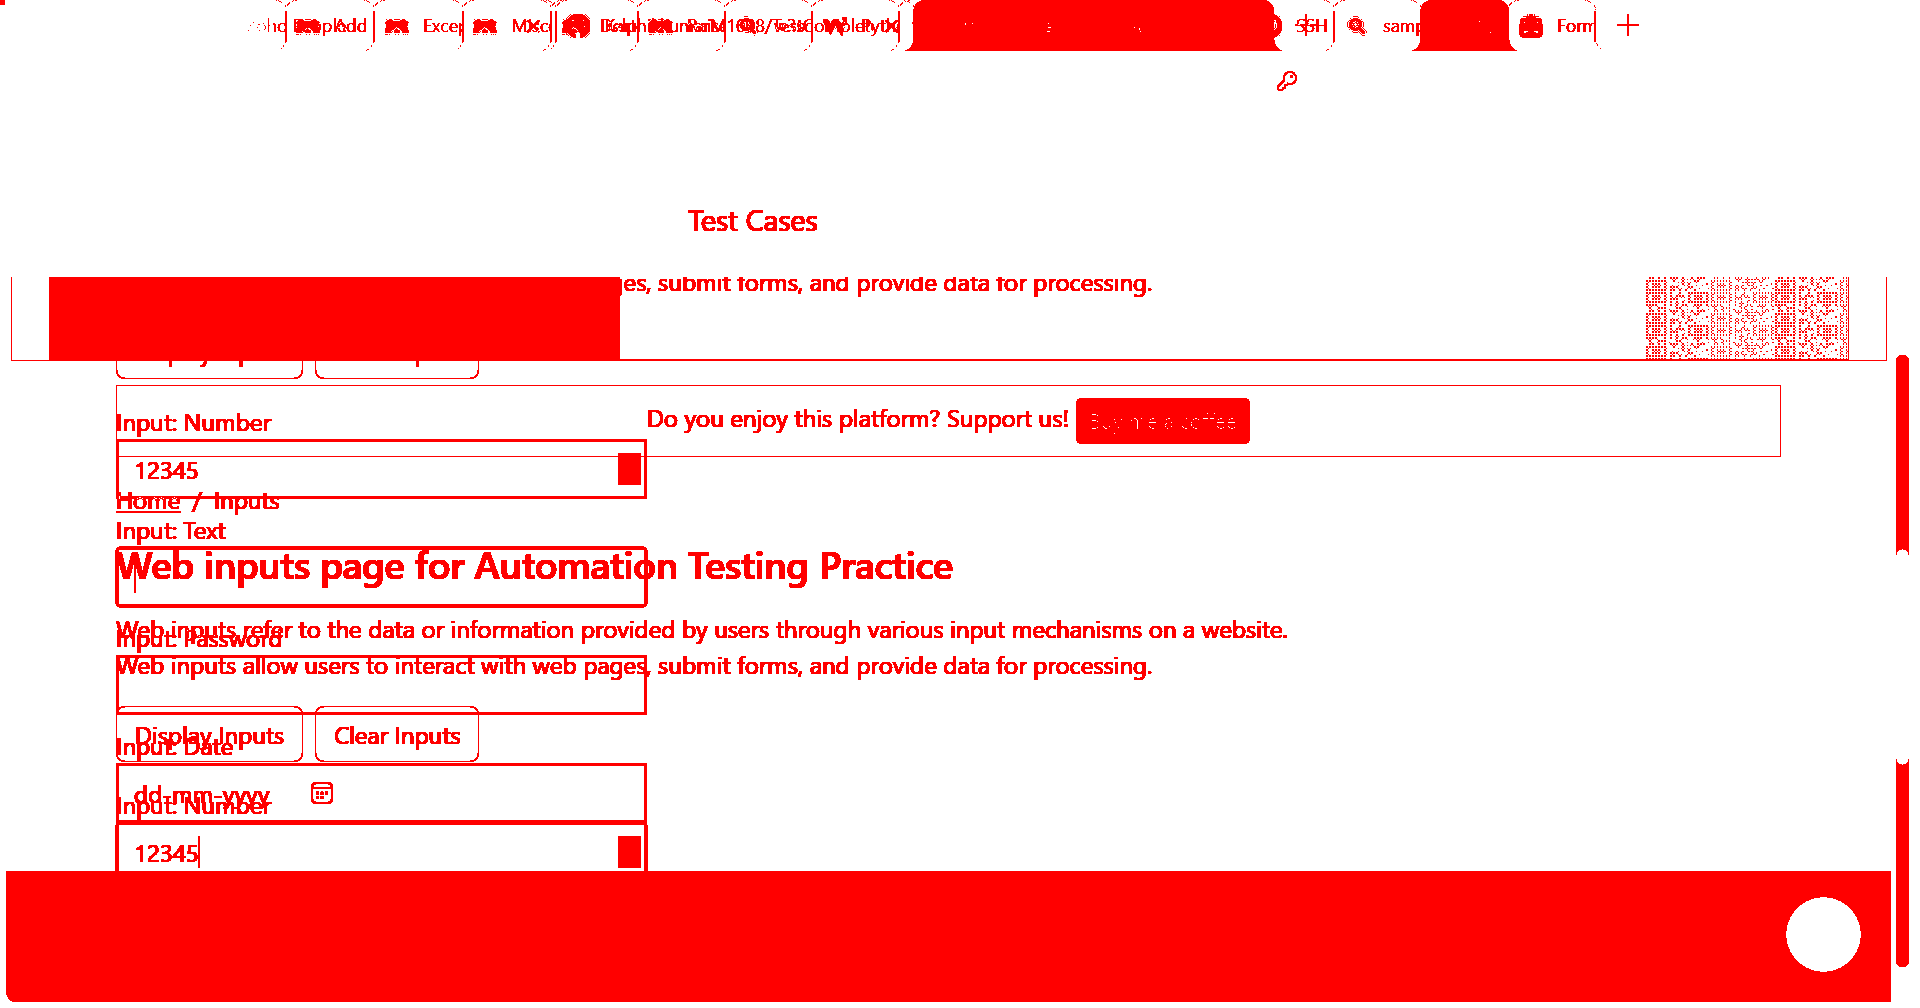 Add
Excep
SSH
samp
Form
Test Cases
es, submit forms, and provide data for processing.
Input: Number
Do you enjoy this platform? Support us! Buy me a coffee
12345
Home / Inputs
Input: Text
Web inputs page for Automation Testing Practice
Web inputs refer to the data or information provided by users through various input mechanisms on a website.
Input: Password
Web inputs allow users to interact with web pages, submit forms, and provide data for processing.
Display Inputs Clear Inputs
Input: Date
dd-mm-yyyy
Input: Number
12345